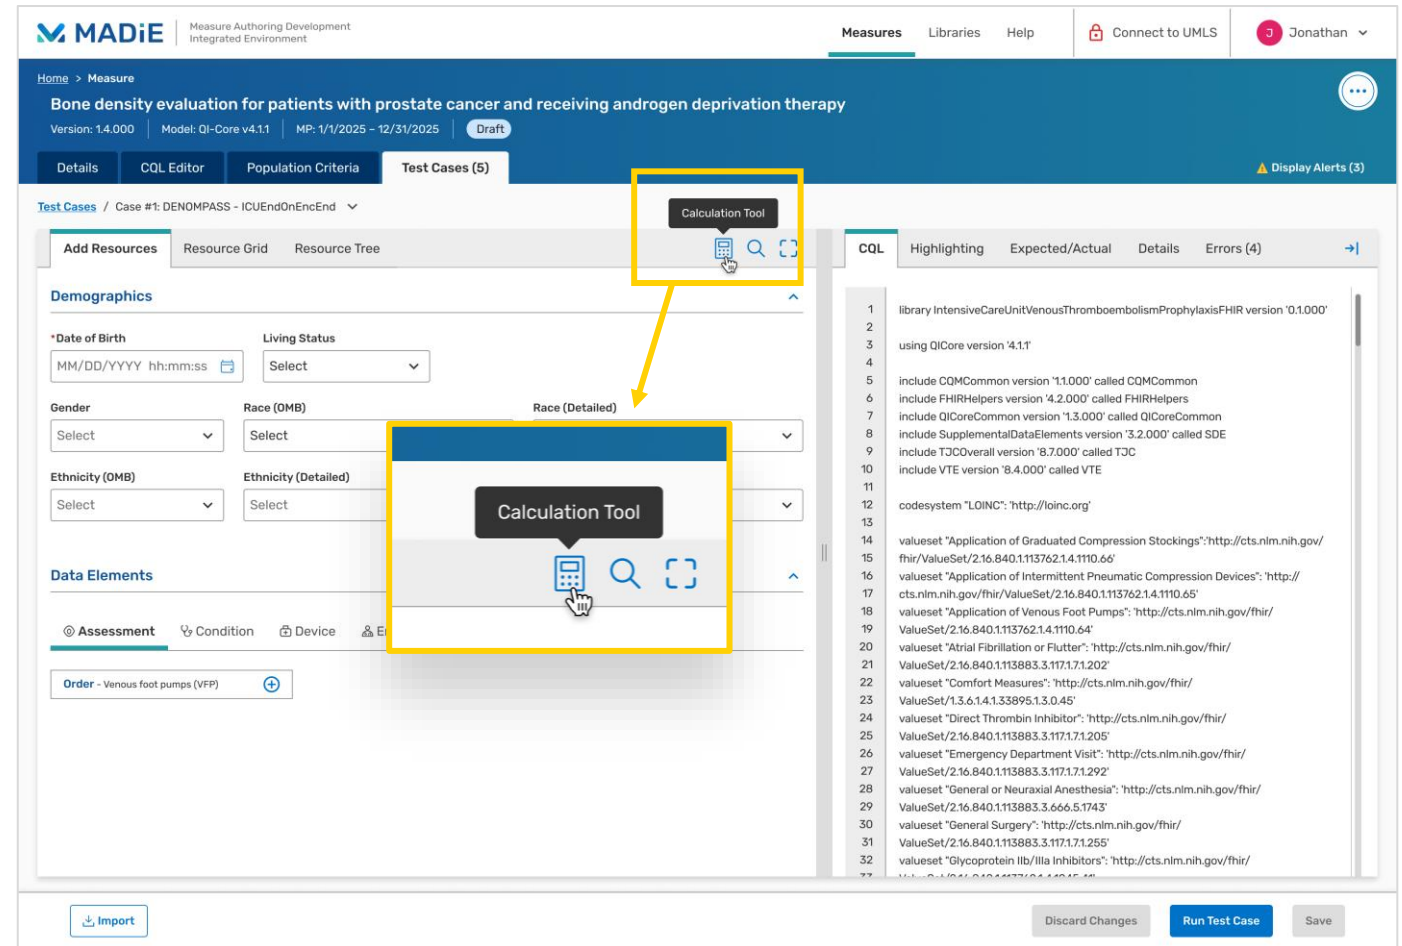 MADiE
Measure Authoring Development
Integrated Environment
Measures
Libraries
Help
Connect to UMLS
J
Jonathan
Home > Measure
Bone density evaluation for patients with prostate cancer and receiving androgen deprivation therapy
Version: 1.4.000 | Model: QI-Core v4.1.1 | MP: 1/1/2025 – 12/31/2025 | Draft
Details
CQL Editor
Population Criteria
Test Cases (5)
Display Alerts (3)
Test Cases / Case #1: DENOMPASS - ICUEndOnEncEnd
Calculation Tool
Add Resources
Resource Grid
Resource Tree
CQL
Highlighting
Expected/Actual
Details
Errors (4)
Demographics
*Date of Birth
Living Status
MM/DD/YYYY hh:mm:ss
Select
Gender
Race (OMB)
Race (Detailed)
Select
Select
Ethnicity (OMB)
Ethnicity (Detailed)
Select
Select
Calculation Tool
Data Elements
Assessment
Condition
Device
Order - Venous foot pumps (VFP)
1 library IntensiveCareUnitVenousThromboembolismProphylaxisFHIR version '0.1.000'
2
3 using QICore version '4.1.1'
4
5 include CQMCommon version '1.1.000' called CQMCommon
6 include FHIRHelpers version '4.2.000' called FHIRHelpers
7 include QICoreCommon version '1.3.000' called QICoreCommon
8 include SupplementalDataElements version '3.2.000' called SDE
9 include TJCOverall version '8.7.000' called TJC
10 include VTE version '8.4.000' called VTE
11
12 codesystem "LOINC": 'http://loinc.org'
13
14 valueset "Application of Graduated Compression Stockings":'http://cts.nlm.nih.gov/
15 fhir/ValueSet/2.16.840.1.113762.1.4.1110.66'
16 valueset "Application of Intermittent Pneumatic Compression Devices": 'http://
17 cts.nlm.nih.gov/fhir/ValueSet/2.16.840.1.113762.1.4.1110.65'
18 valueset "Application of Venous Foot Pumps": 'http://cts.nlm.nih.gov/fhir/
19 ValueSet/2.16.840.1.113762.1.4.1110.64'
20 valueset "Atrial Fibrillation or Flutter": 'http://cts.nlm.nih.gov/fhir/
21 ValueSet/2.16.840.1.113883.3.117.1.7.1.202'
22 valueset "Comfort Measures": 'http://cts.nlm.nih.gov/fhir/
23 ValueSet/1.3.6.1.4.1.33895.1.3.0.45'
24 valueset "Direct Thrombin Inhibitor": 'http://cts.nlm.nih.gov/fhir/
25 ValueSet/2.16.840.1.113883.3.117.1.7.1.205'
26 valueset "Emergency Department Visit": 'http://cts.nlm.nih.gov/fhir/
27 ValueSet/2.16.840.1.113883.3.117.1.7.1.292'
28 valueset "General or Neuraxial Anesthesia": 'http://cts.nlm.nih.gov/fhir/
29 ValueSet/2.16.840.1.113883.3.666.5.1743'
30 valueset "General Surgery": 'http://cts.nlm.nih.gov/fhir/
31 ValueSet/2.16.840.1.113883.3.117.1.7.1.255'
32 valueset "Glycoprotein IIb/IIIa Inhibitors": 'http://cts.nlm.nih.gov/fhir/
Import
Discard Changes
Run Test Case
Save